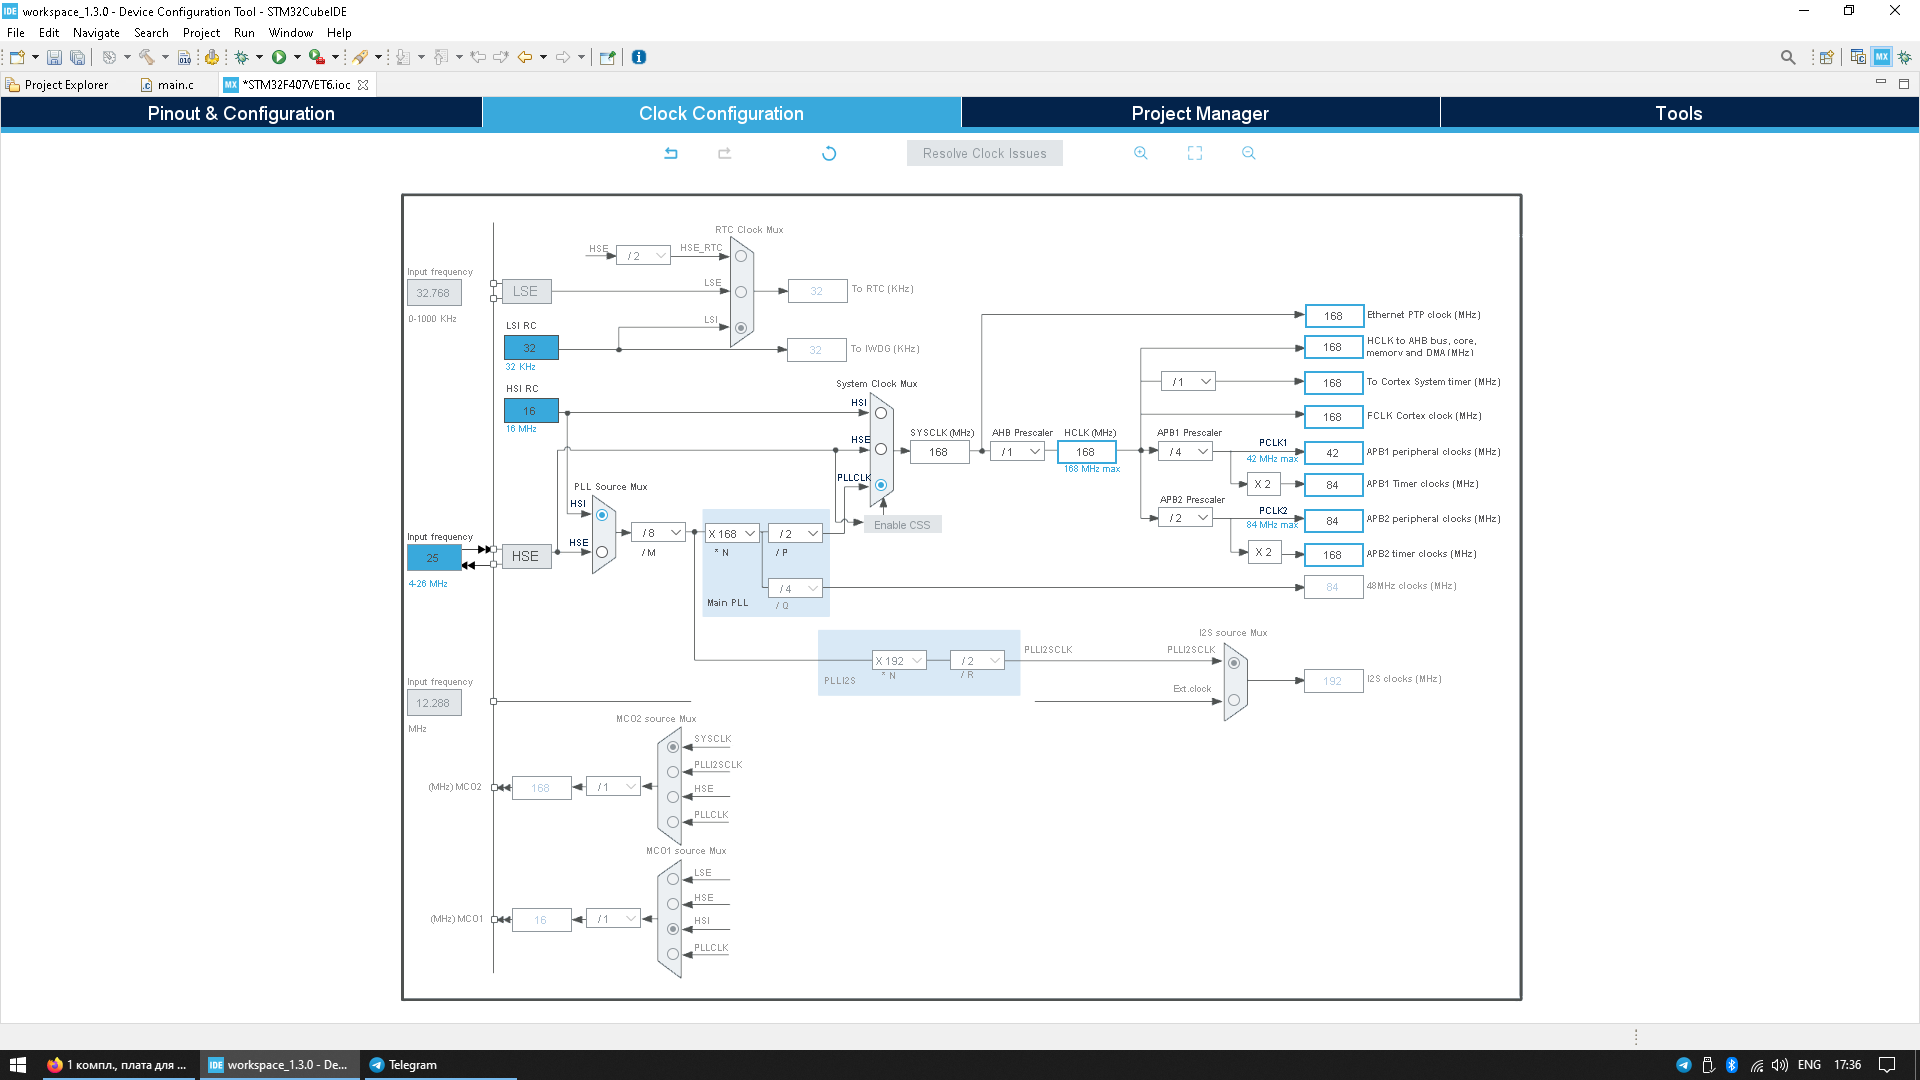 IDE workspace_1.3.0 - Device Configuration Tool - STM32CubeIDE
File Edit Navigate Search Project Run Window Help
Project Explorer main.c MX *STM32F407VET6.ioc
Pinout & Configuration Clock Configuration Project Manager Tools
Resolve Clock Issues
RTC Clock Mux
HSE / 2 HSE_RTC
Input frequency
32.768 LSE LSE 32 To RTC (KHz)
0-1000 KHz
LSI RC LSI
32 32 To IWDG (KHz)
32 KHz
HSI RC System Clock Mux
16 HSI
16 MHz
HSE SYSCLK (MHz) AHB Prescaler HCLK (MHz) APB1 Prescaler
168 / 1 168 / 4
168 MHz max
PLLCLK
Enable CSS
168 Ethernet PTP clock (MHz)
168 HCLK to AHB bus, core,
memory and DMA (MHz)
/ 1 168 To Cortex System timer (MHz)
168 FCLK Cortex clock (MHz)
PCLK1 42 APB1 peripheral clocks (MHz)
42 MHz max
X 2 84 APB1 Timer clocks (MHz)
APB2 Prescaler
/ 2 PCLK2 84 APB2 peripheral clocks (MHz)
84 MHz max
X 2 168 APB2 timer clocks (MHz)
84 48MHz clocks (MHz)
PLL Source Mux
HSI
Input frequency
25 HSE HSE / 8 X 168 / 2
4-26 MHz / M * N / P
/ 4
Main PLL / Q
I2S source Mux
PLLI2SCLK PLLI2SCLK
X 192 / 2
PLLI2S * N / R
192 I2S clocks (MHz)
Ext.clock
Input frequency
12.288
MHz
MCO2 source Mux
SYSCLK
PLLI2SCLK
(MHz) MCO2 168 / 1 HSE
PLLCLK
MCO1 source Mux
LSE
HSE
(MHz) MCO1 16 / 1 HSI
PLLCLK
1 компл., плата для ... IDE workspace_1.3.0 - De... Telegram ENG 17:36